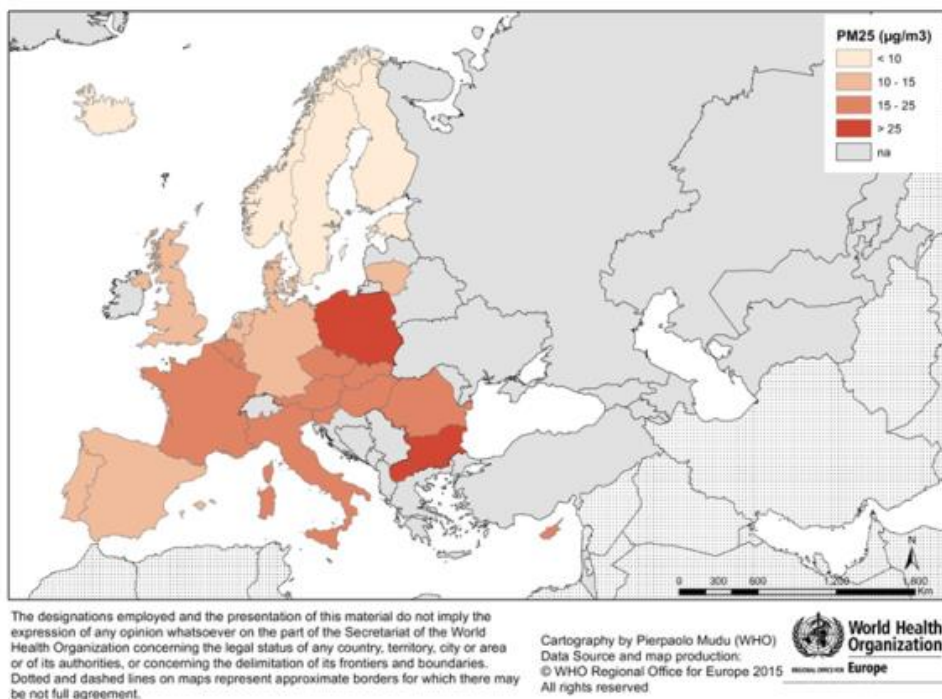 PM25 (µg/m3)
< 10
10 - 15
15 - 25
> 25
na
N
0 300 600 1,200 1,800
Km
The designations employed and the presentation of this material do not imply the
expression of any opinion whatsoever on the part of the Secretariat of the World
Health Organization concerning the legal status of any country, territory, city or area
or of its authorities, or concerning the delimitation of its frontiers and boundaries.
Dotted and dashed lines on maps represent approximate borders for which there may
be not full agreement.
Cartography by Pierpaolo Mudu (WHO)
Data Source and map production:
© WHO Regional Office for Europe 2015
All rights reserved
World Health
Organization
REGIONAL OFFICE FOR Europe